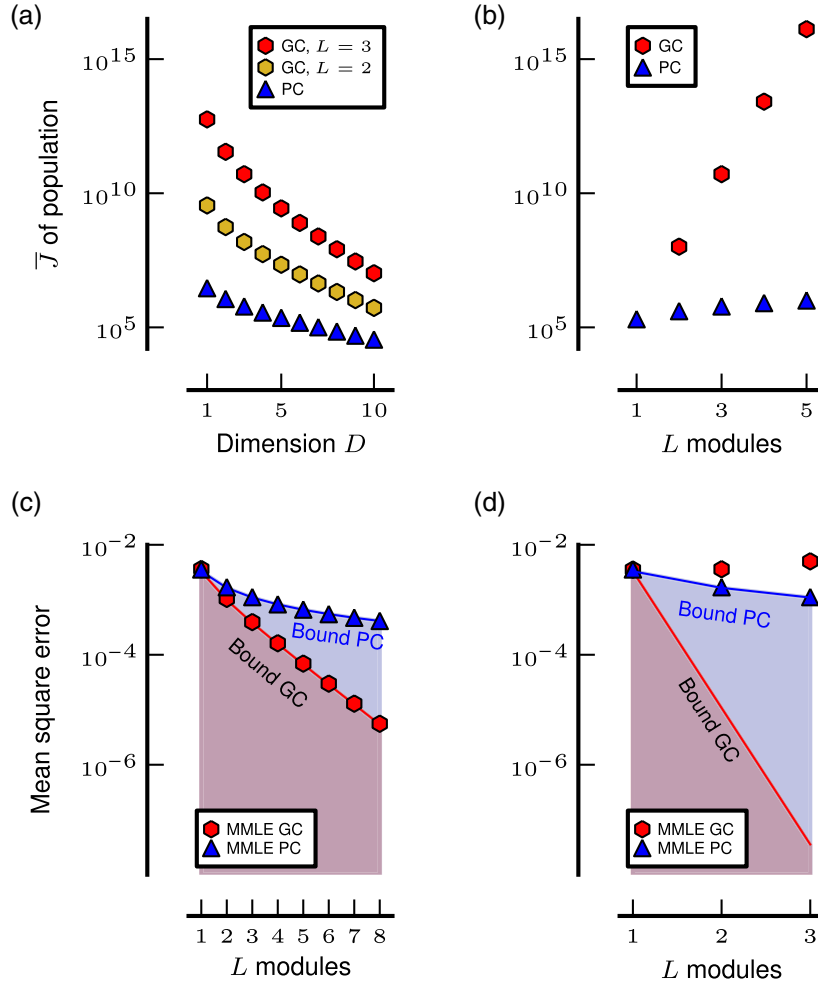 (a)
J̅ of population
10^15
10^10
10^5
GC, L = 3
GC, L = 2
PC
1 5 10
Dimension D
(b)
10^15
10^10
10^5
GC
PC
1 3 5
L modules
(c)
Mean square error
10^−2
10^−4
10^−6
Bound PC
Bound GC
MMLE GC
MMLE PC
1 2 3 4 5 6 7 8
L modules
(d)
10^−2
10^−4
10^−6
Bound PC
Bound GC
MMLE GC
MMLE PC
1 2 3
L modules